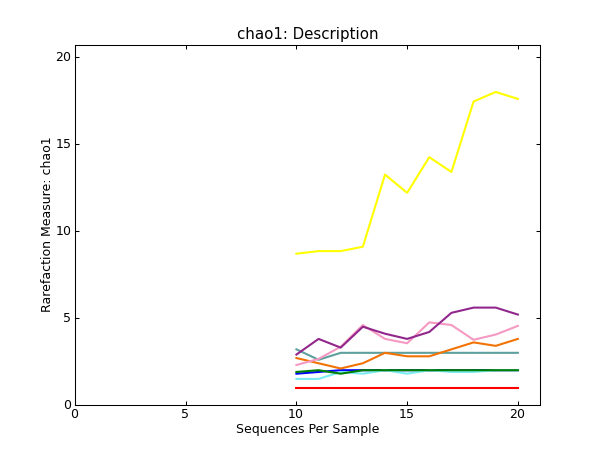 chao1: Description
Rarefaction Measure: chao1
20
15
10
5
0
0 5 10 15 20
Sequences Per Sample